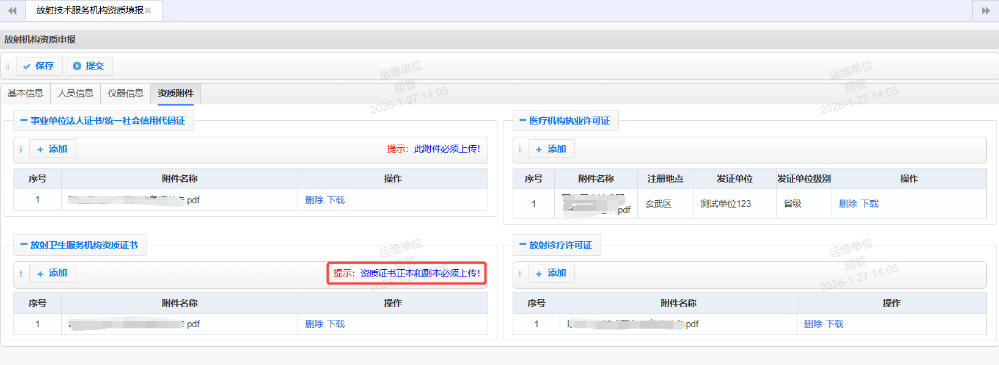 放射技术服务机构资质填报
放射机构资质申报
保存 提交
基本信息 人员信息 仪器信息 资质附件
事业单位法人证书/统一社会信用代码证
添加 提示：此附件必须上传!
序号 附件名称 操作
1 .pdf 删除 下载
医疗机构执业许可证
添加
序号 附件名称 注册地点 发证单位 发证单位级别 操作
1 .pdf 玄武区 测试单位123 省级 删除 下载
放射卫生服务机构资质证书
添加 提示：资质证书正本和副本必须上传!
序号 附件名称 操作
1 .pdf 删除 下载
放射诊疗许可证
添加
序号 附件名称 操作
1 .pdf 删除 下载
运维单位
超管
2026-1-27 14:05
运维单位
超管
2026-1-27 14:05
运维单位
超管
2026-1-27 14:05
运维单位
超管
2026-1-27 14:05